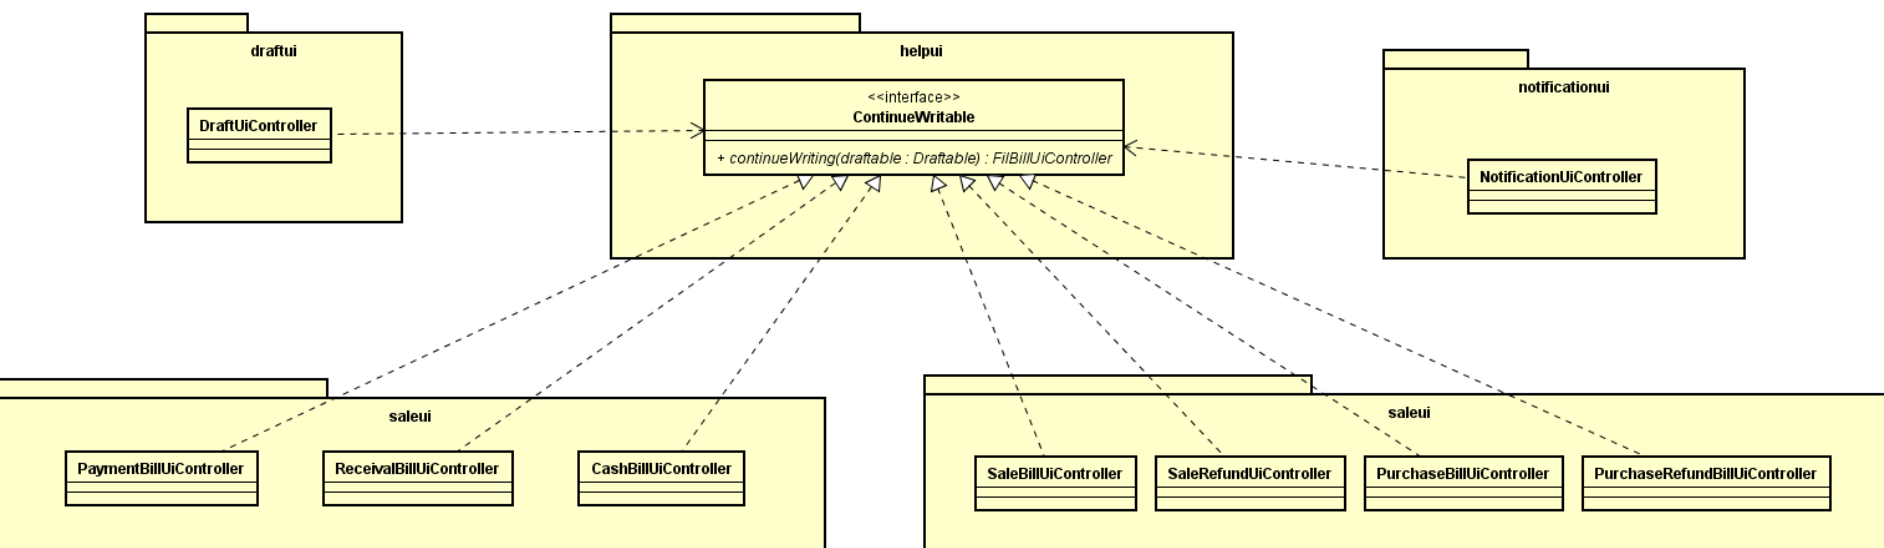 draftui
DraftUiController
helpui
<<interface>>
ContinueWritable
+ continueWriting(draftable : Draftable) : FilBillUiController
notificationui
NotificationUiController
saleui
PaymentBillUiController
ReceivalBillUiController
CashBillUiController
saleui
SaleBillUiController
SaleRefundUiController
PurchaseBillUiController
PurchaseRefundBillUiController